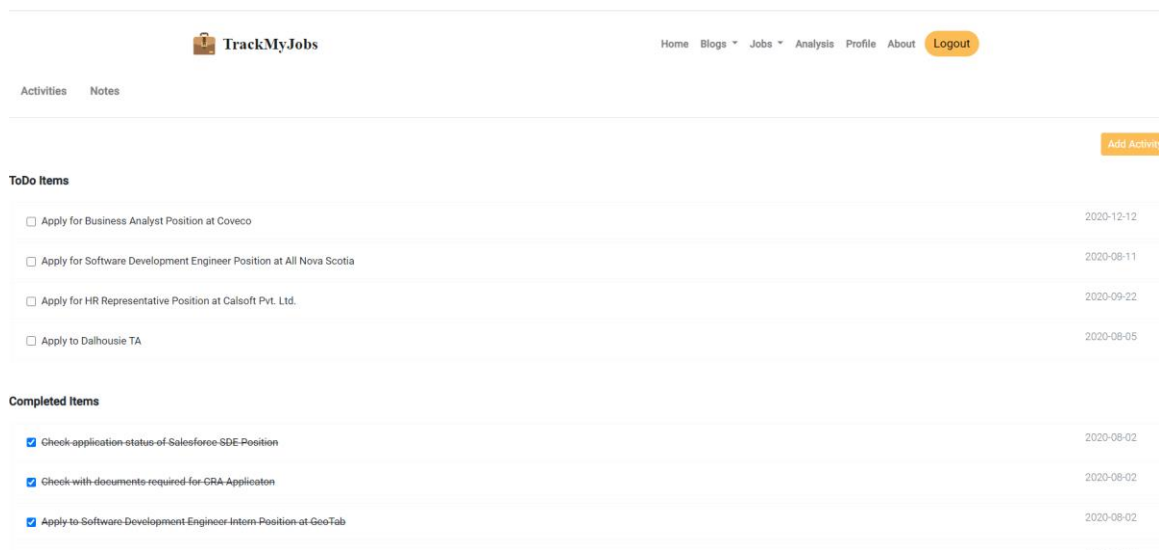 TrackMyJobs Home Blogs Jobs Analysis Profile About Logout
Activities Notes
Add Activity
ToDo Items
Apply for Business Analyst Position at Coveco 2020-12-12
Apply for Software Development Engineer Position at All Nova Scotia 2020-08-11
Apply for HR Representative Position at Calsoft Pvt. Ltd. 2020-09-22
Apply to Dalhousie TA 2020-08-05
Completed Items
Check application status of Salesforce SDE Position 2020-08-02
Check with documents required for CRA Applicaton 2020-08-02
Apply to Software Development Engineer Intern Position at GeoTab 2020-08-02